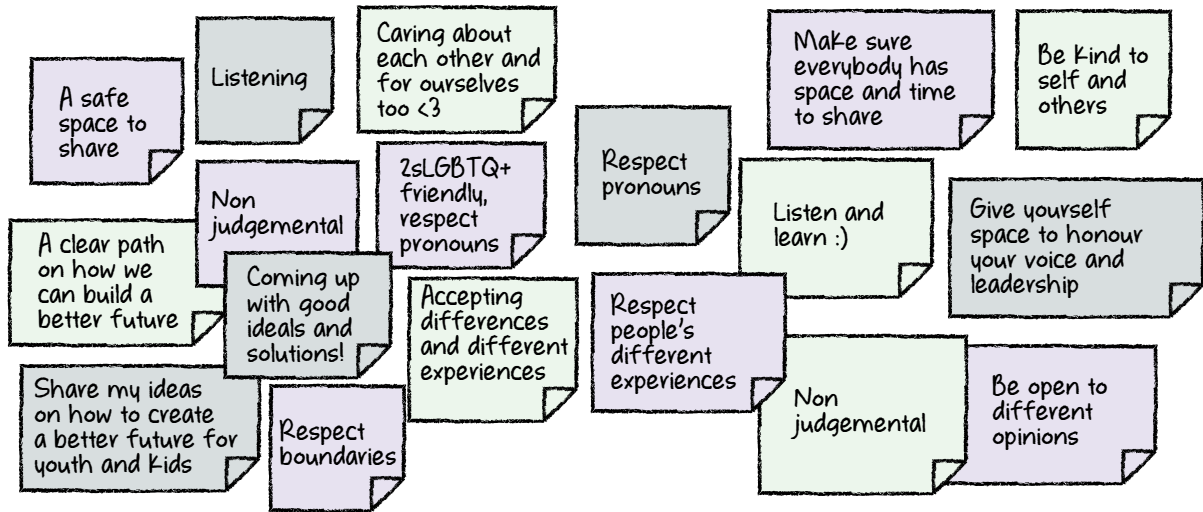 A safe
space to
share
Listening
Caring about
each other and
for ourselves
too <3
Non
judgemental
2sLGBTQ+
friendly,
respect
pronouns
A clear path
on how we
can build a
better future
Coming up
with good
ideals and
solutions!
Accepting
differences
and different
experiences
Share my ideas
on how to create
a better future for
youth and kids
Respect
boundaries
Respect
pronouns
Make sure
everybody has
space and time
to share
Be kind to
self and
others
Listen and
learn :)
Give yourself
space to honour
your voice and
leadership
Respect
people's
different
experiences
Non
judgemental
Be open to
different
opinions